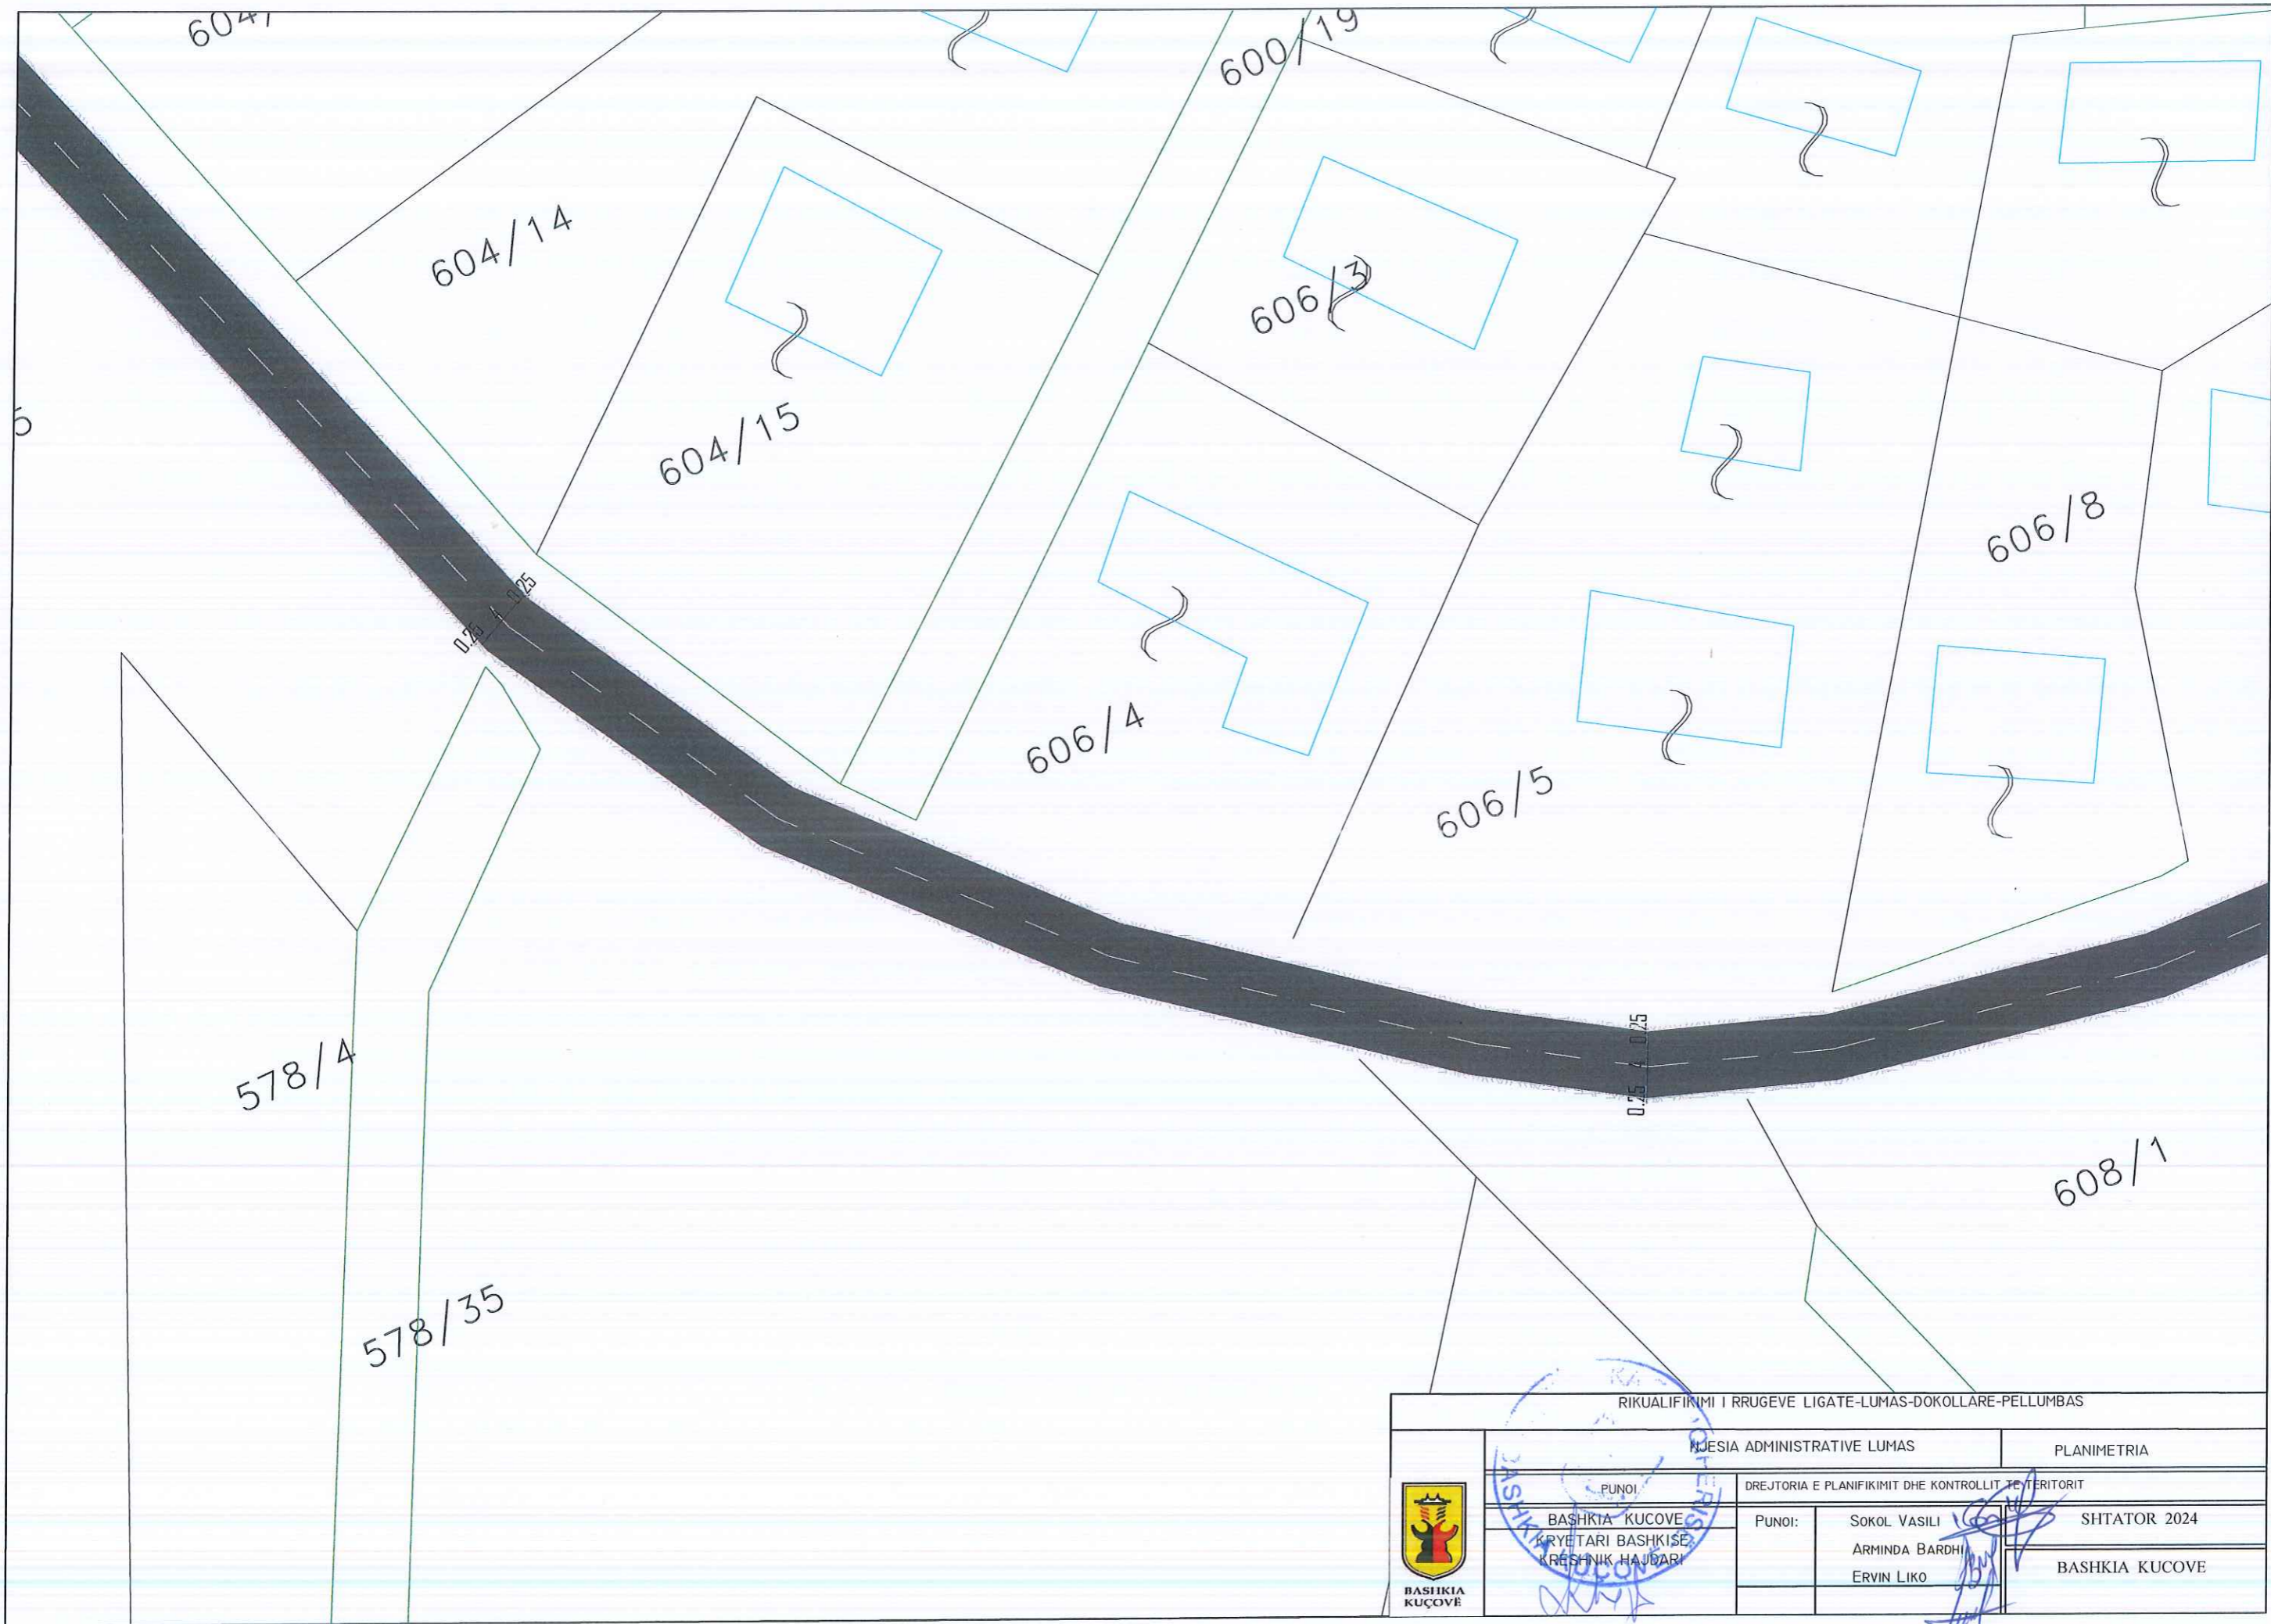 600/19
604/14
606/3
604/15
606/8
0.25 4 0.25
606/4
606/5
0.25 4 0.25
578/4
608/1
578/35
RIKUALIFIKIMI I RRUGEVE LIGATE-LUMAS-DOKOLLARE-PELLUMBAS
NJESIA ADMINISTRATIVE LUMAS
PLANIMETRIA
PUNOI
DREJTORIA E PLANIFIKIMIT DHE KONTROLLIT TE TERITORIT
BASHKIA KUCOVE
KRYETARI BASHKISE
KRESHNIK HAJDARI
PUNOI:
SOKOL VASILI
ARMINDA BARDHI
ERVIN LIKO
SHTATOR 2024
BASHKIA KUCOVE
BASHKIA
KUÇOVË
BASHKIA KUÇOVË